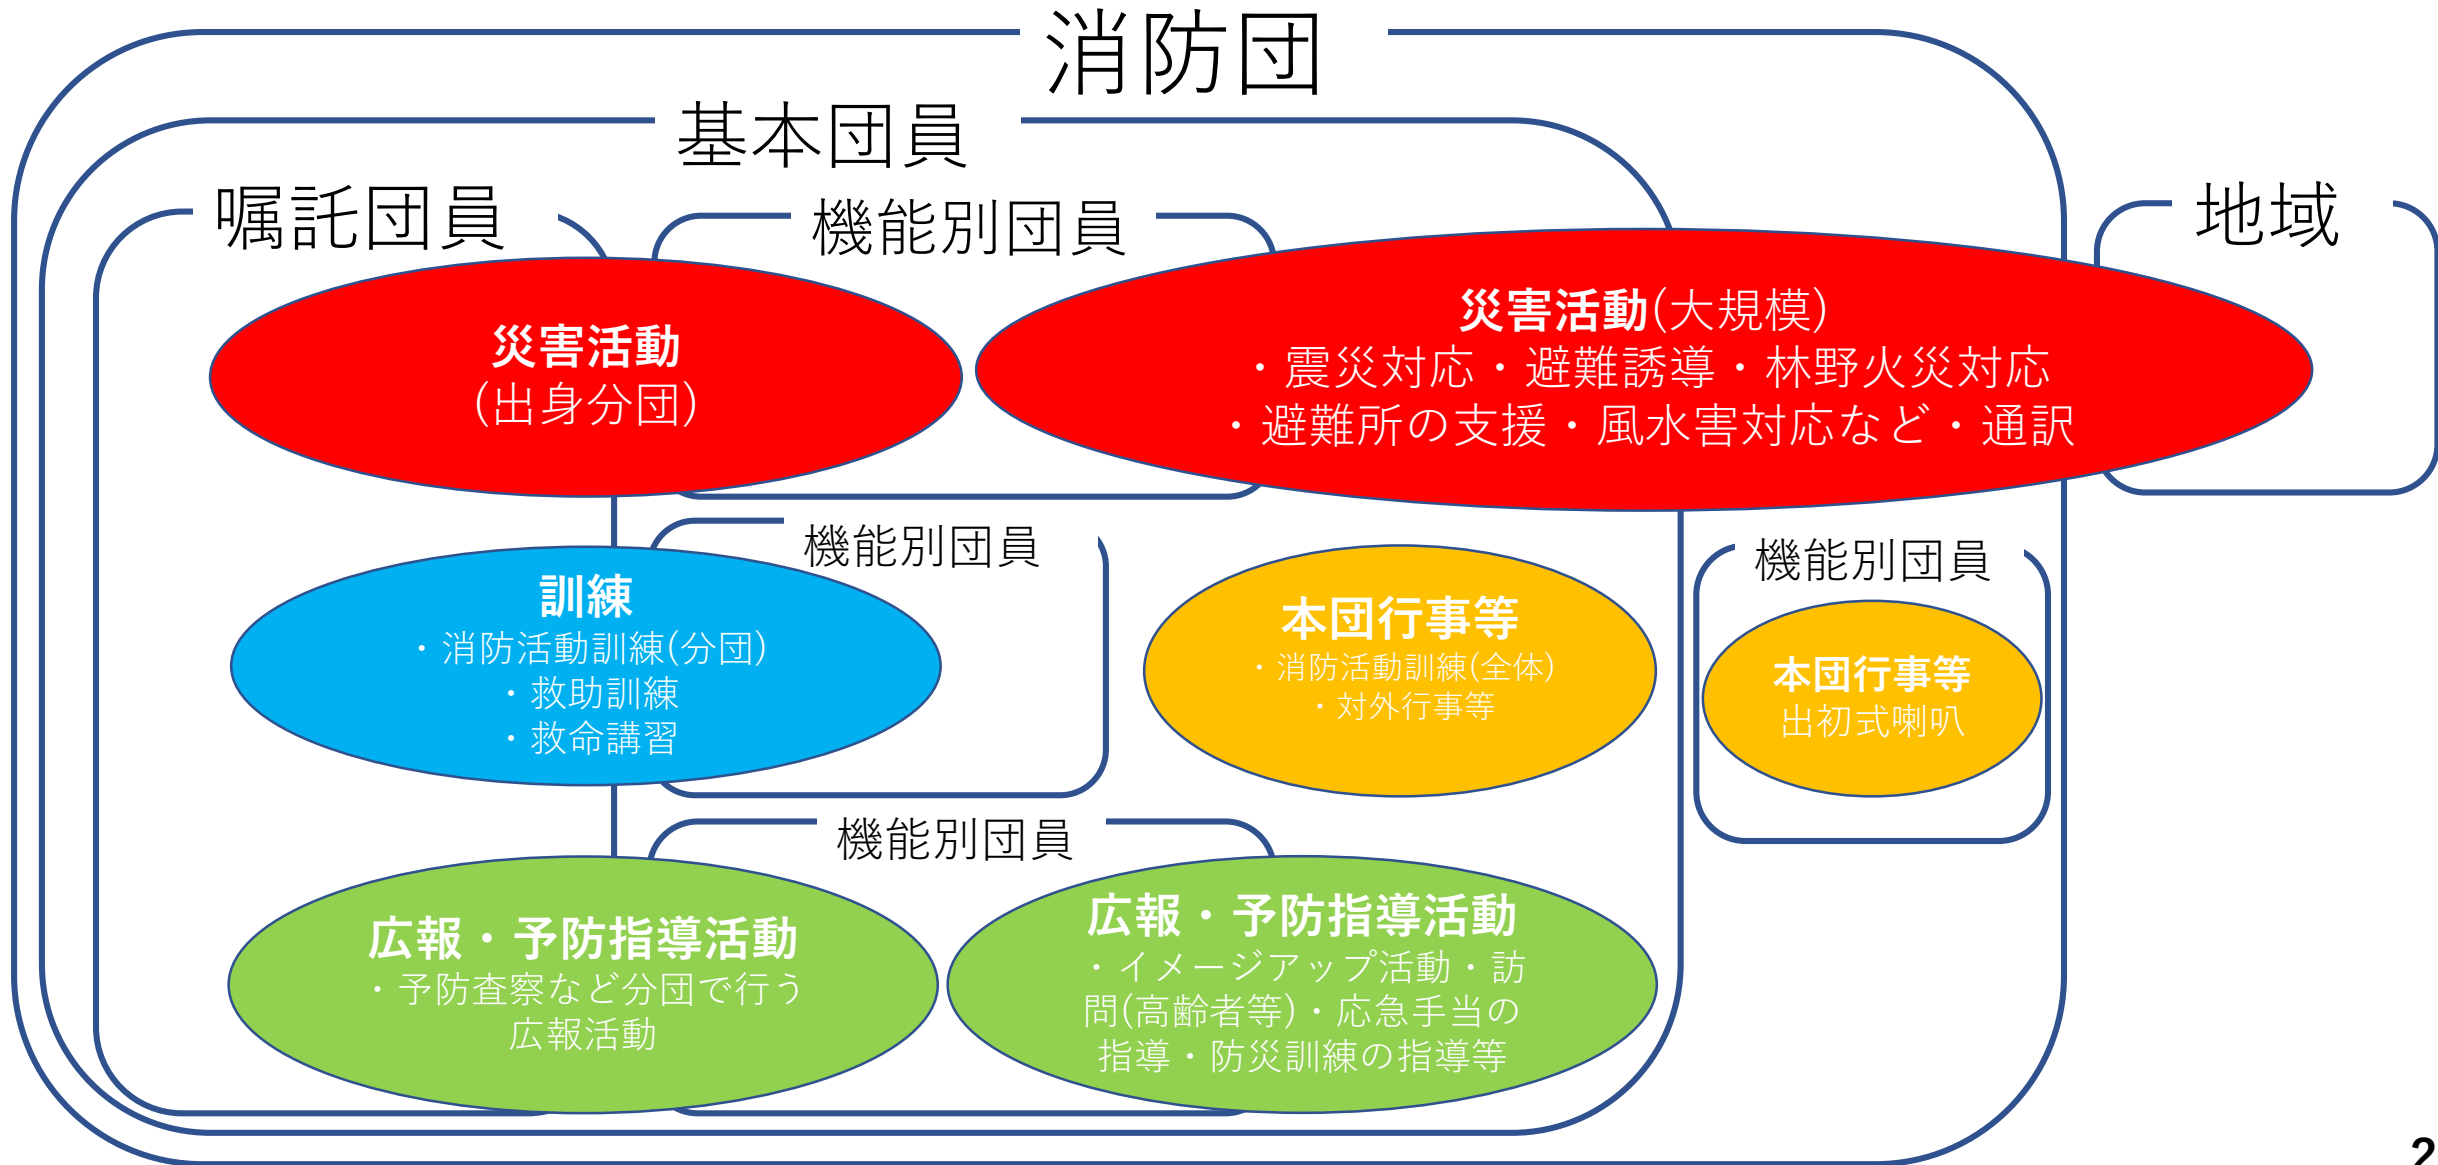 消防団
基本団員
嘱託団員
機能別団員
地域
災害活動
(出身分団)
災害活動(大規模)
・震災対応・避難誘導・林野火災対応
・避難所の支援・風水害対応など・通訳
機能別団員
訓練
・消防活動訓練(分団)
・救助訓練
・救命講習
本団行事等
・消防活動訓練(全体)
・対外行事等
機能別団員
本団行事等
出初式喇叭
機能別団員
広報・予防指導活動
・予防査察など分団で行う
広報活動
広報・予防指導活動
・イメージアップ活動・訪
問(高齢者等)・応急手当の
指導・防災訓練の指導等
2